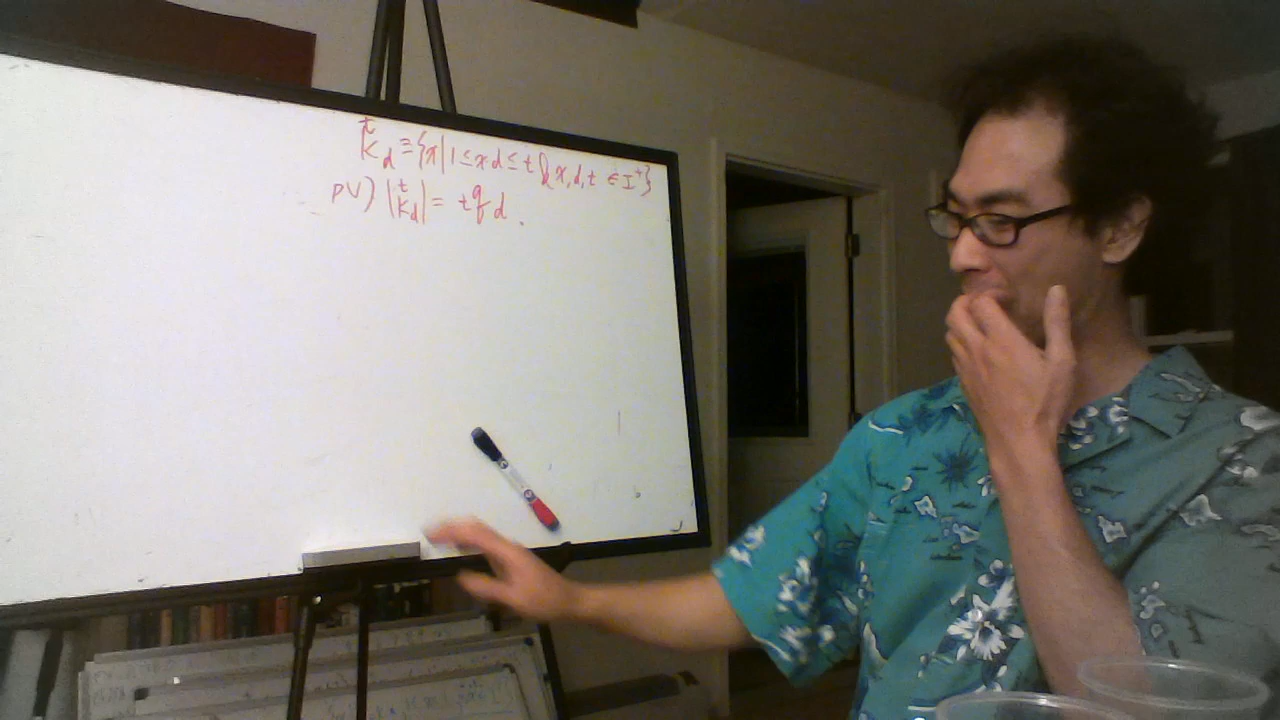 ᵗK_d ≡ {x | 1 ≤ x·d ≤ t & x,d,t ∈ I⁺}
pV) |ᵗK_d| = t q d .